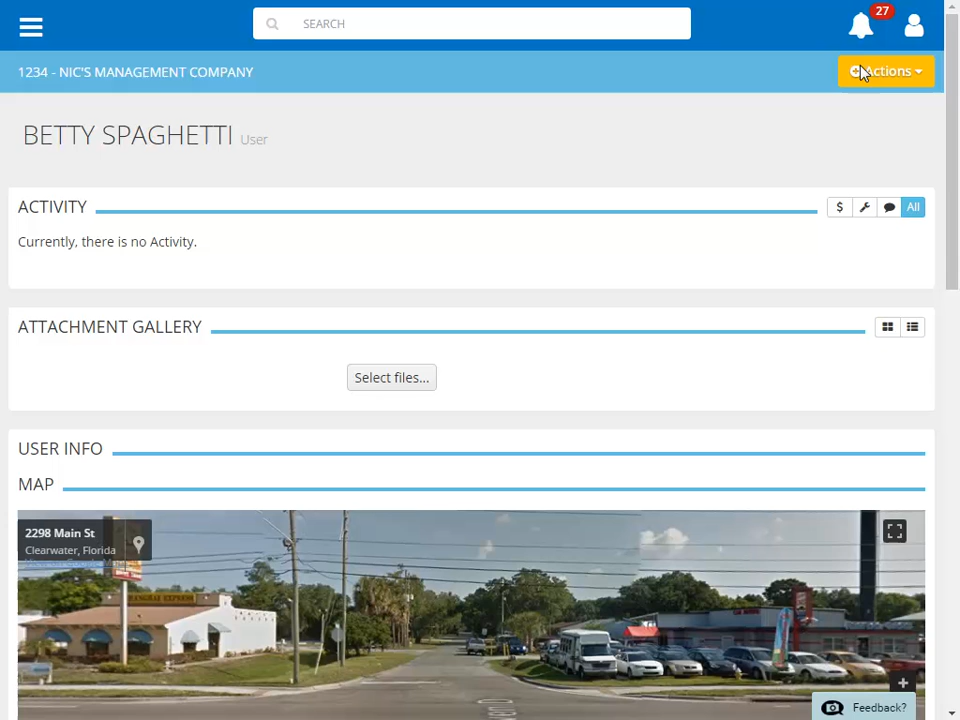 SEARCH
27
1234 - NIC'S MANAGEMENT COMPANY
Actions
BETTY SPAGHETTI User
ACTIVITY
$
All
Currently, there is no Activity.
ATTACHMENT GALLERY
Select files...
USER INFO
MAP
2298 Main St
Clearwater, Florida
+
Feedback?